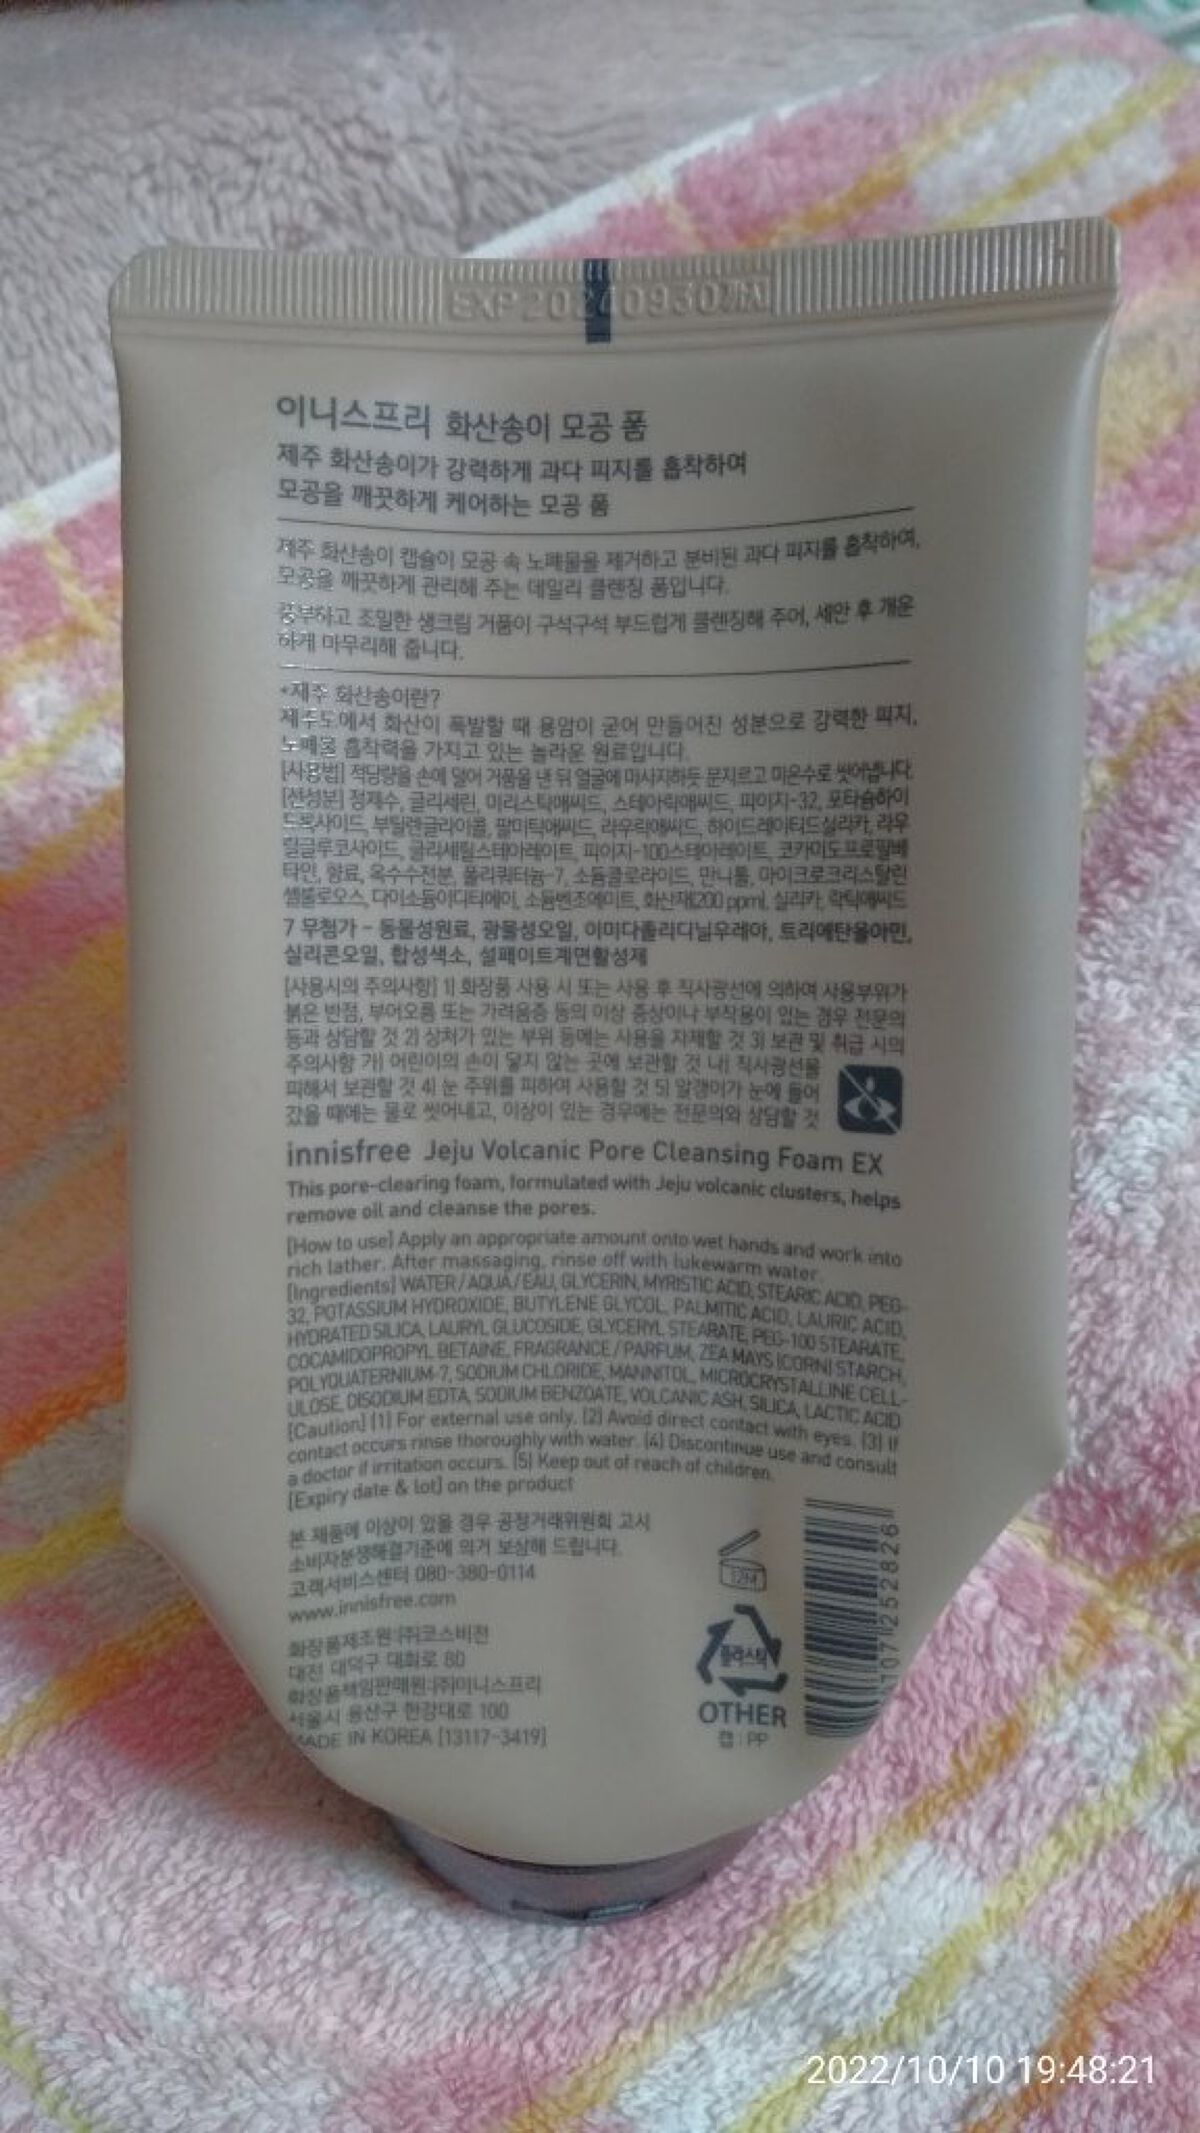 EXP 20240930까지
이니스프리 화산송이 모공 폼
제주 화산송이가 강력하게 과다 피지를 흡착하여
모공을 깨끗하게 케어하는 모공 폼
제주 화산송이 캡슐이 모공 속 노폐물을 제거하고 분비된 과다 피지를 흡착하여,
모공을 깨끗하게 관리해 주는 데일리 클렌징 폼입니다.
풍부하고 조밀한 생크림 거품이 구석구석 부드럽게 클렌징해 주어, 세안 후 개운
하게 마무리해 줍니다.
*제주 화산송이란?
제주도에서 화산이 폭발할 때 용암이 굳어 만들어진 성분으로 강력한 피지,
노폐물 흡착력을 가지고 있는 놀라운 원료입니다.
[사용법] 적당량을 손에 덜어 거품을 낸 뒤 얼굴에 마사지하듯 문지르고 미온수로 씻어냅니다.
[전성분] 정제수, 글리세린, 미리스틱애씨드, 스테아릭애씨드, 피이지-32, 포타슘하이
드록사이드, 부틸렌글라이콜, 팔미틱애씨드, 라우릭애씨드, 하이드레이티드실리카, 라우
릴글루코사이드, 글리세릴스테아레이트, 피이지-100스테아레이트, 코카미도프로필베
타인, 향료, 옥수수전분, 폴리쿼터늄-7, 소듐클로라이드, 만니톨, 마이크로크리스탈린
셀룰로오스, 다이소듐이디티에이, 소듐벤조에이트, 화산재(200 ppm), 실리카, 락틱애씨드
7 무첨가 - 동물성원료, 광물성오일, 이미다졸리디닐우레아, 트리에탄올아민,
실리콘오일, 합성색소, 설페이트계면활성제
[사용시의 주의사항] 1) 화장품 사용 시 또는 사용 후 직사광선에 의하여 사용부위가
붉은 반점, 부어오름 또는 가려움증 등의 이상 증상이나 부작용이 있는 경우 전문의
등과 상담할 것 2) 상처가 있는 부위 등에는 사용을 자제할 것 3) 보관 및 취급 시의
주의사항 가) 어린이의 손이 닿지 않는 곳에 보관할 것 나) 직사광선을
피해서 보관할 것 4) 눈 주위를 피하여 사용할 것 5) 알갱이가 눈에 들어
갔을 때에는 물로 씻어내고, 이상이 있는 경우에는 전문의와 상담할 것
innisfree Jeju Volcanic Pore Cleansing Foam EX
This pore-clearing foam, formulated with Jeju volcanic clusters, helps
remove oil and cleanse the pores.
[How to use] Apply an appropriate amount onto wet hands and work into
rich lather. After massaging, rinse off with lukewarm water.
[Ingredients] WATER / AQUA / EAU, GLYCERIN, MYRISTIC ACID, STEARIC ACID, PEG-
32, POTASSIUM HYDROXIDE, BUTYLENE GLYCOL, PALMITIC ACID, LAURIC ACID,
HYDRATED SILICA, LAURYL GLUCOSIDE, GLYCERYL STEARATE, PEG-100 STEARATE,
COCAMIDOPROPYL BETAINE, FRAGRANCE / PARFUM, ZEA MAYS (CORN) STARCH,
POLYQUATERNIUM-7, SODIUM CHLORIDE, MANNITOL, MICROCRYSTALLINE CELL-
ULOSE, DISODIUM EDTA, SODIUM BENZOATE, VOLCANIC ASH, SILICA, LACTIC ACID
[Caution] (1) For external use only. (2) Avoid direct contact with eyes. (3) If
contact occurs rinse thoroughly with water. (4) Discontinue use and consult
a doctor if irritation occurs. (5) Keep out of reach of children.
[Expiry date & lot] on the product
본 제품에 이상이 있을 경우 공정거래위원회 고시
소비자분쟁해결기준에 의거 보상해 드립니다.
고객서비스센터 080-380-0114
www.innisfree.com
화장품제조원:(주)코스비전
대전 대덕구 대화로 80
화장품책임판매원:(주)이니스프리
서울시 용산구 한강대로 100
MADE IN KOREA [13117-3419]
12M
플라스틱
OTHER
캡 : PP
107252826
2022/10/10 19:48:21